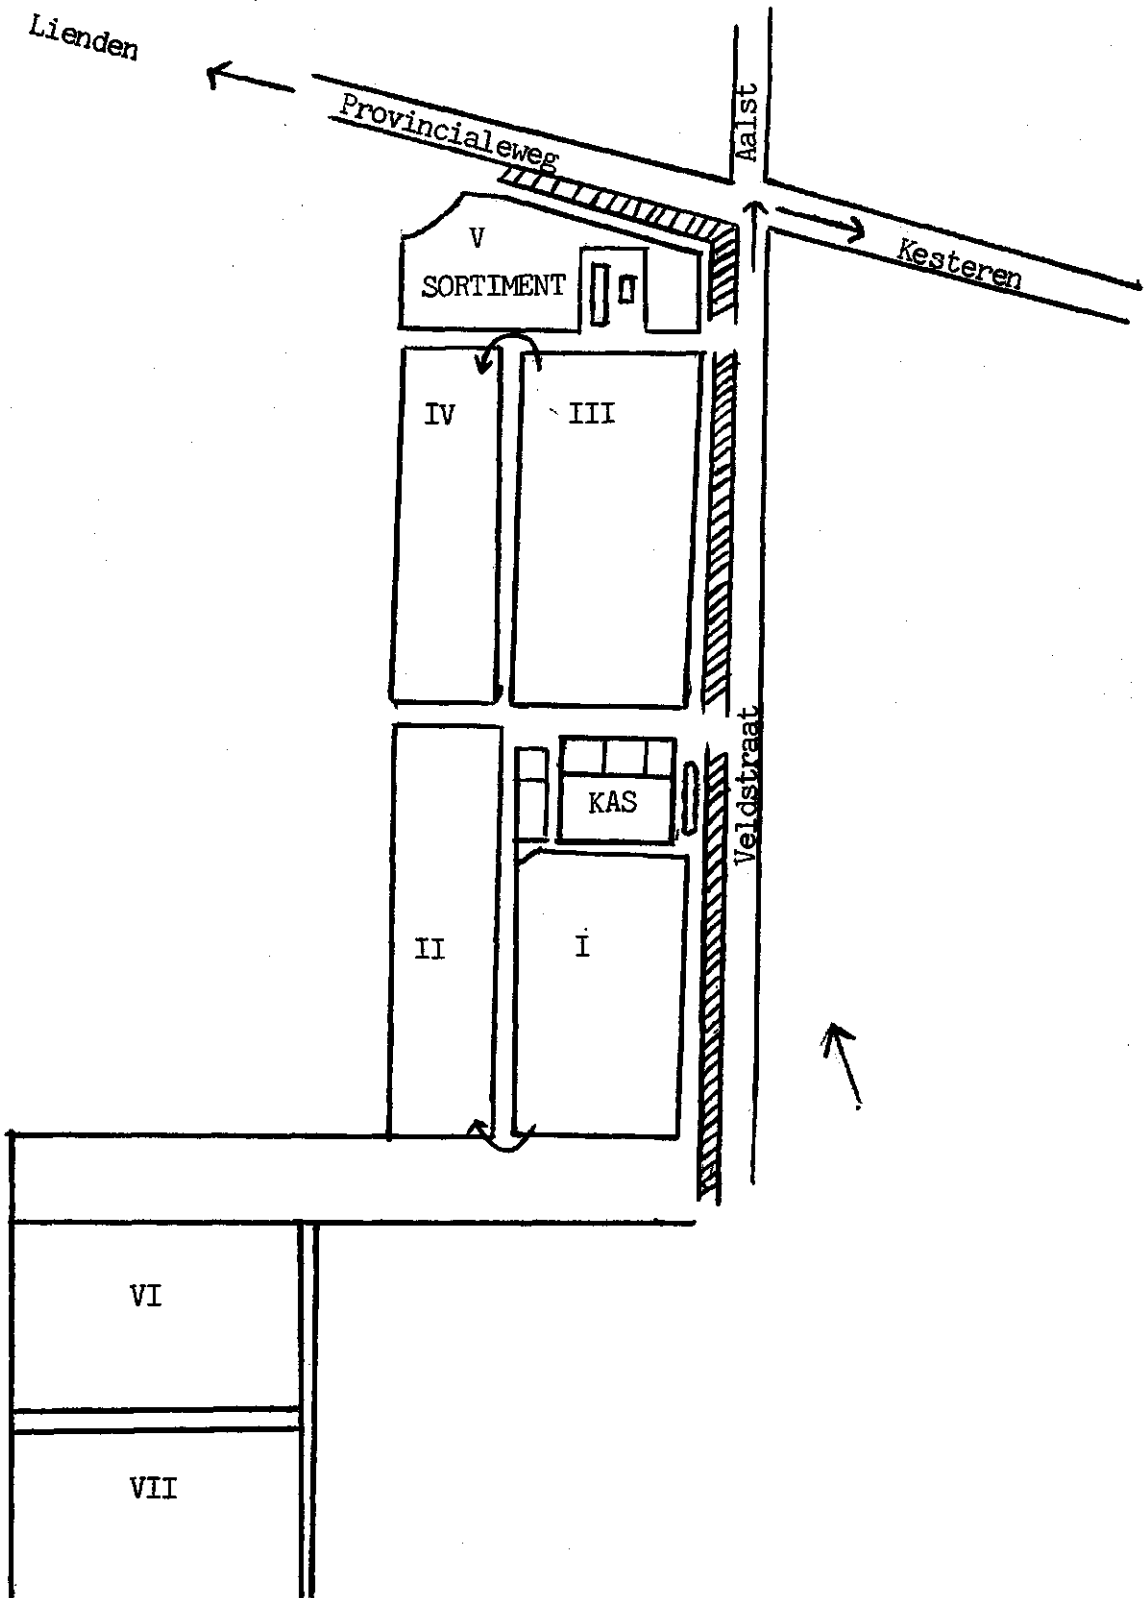 Lienden
Provincialeweg
Aalst
Kesteren
V
SORTIMENT
IV
III
KAS
Veldstraat
II
I
VI
VII